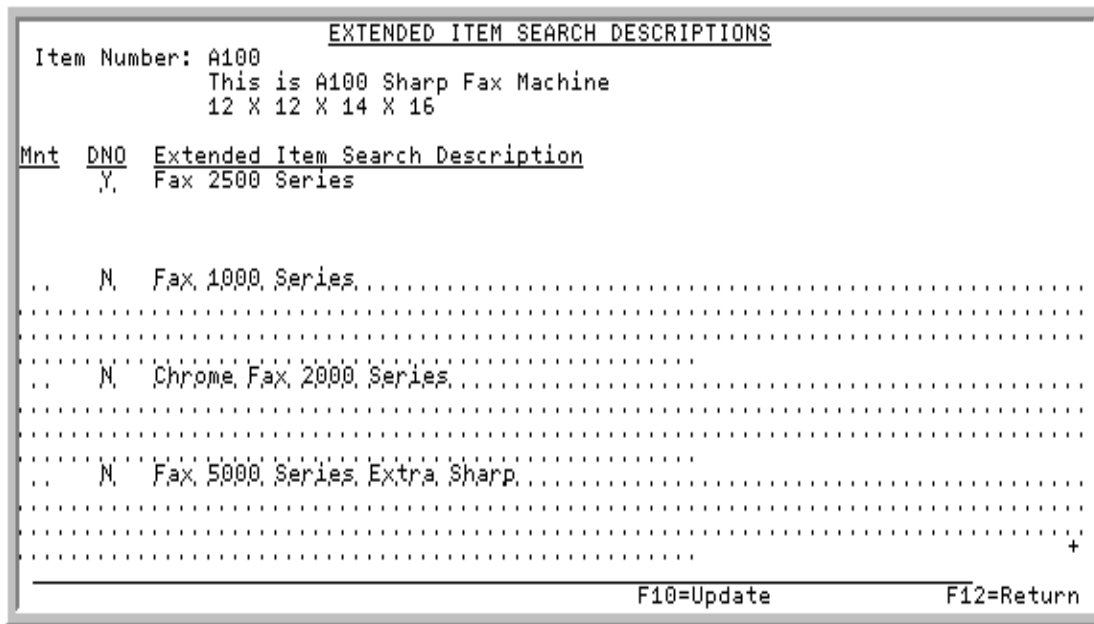 EXTENDED ITEM SEARCH DESCRIPTIONS
Item Number: A100
This is A100 Sharp Fax Machine
12 X 12 X 14 X 16
Mnt DNO Extended Item Search Description
Y Fax 2500 Series
N Fax 1000 Series
N Chrome Fax 2000 Series
N Fax 5000 Series Extra Sharp
+
F10=Update F12=Return